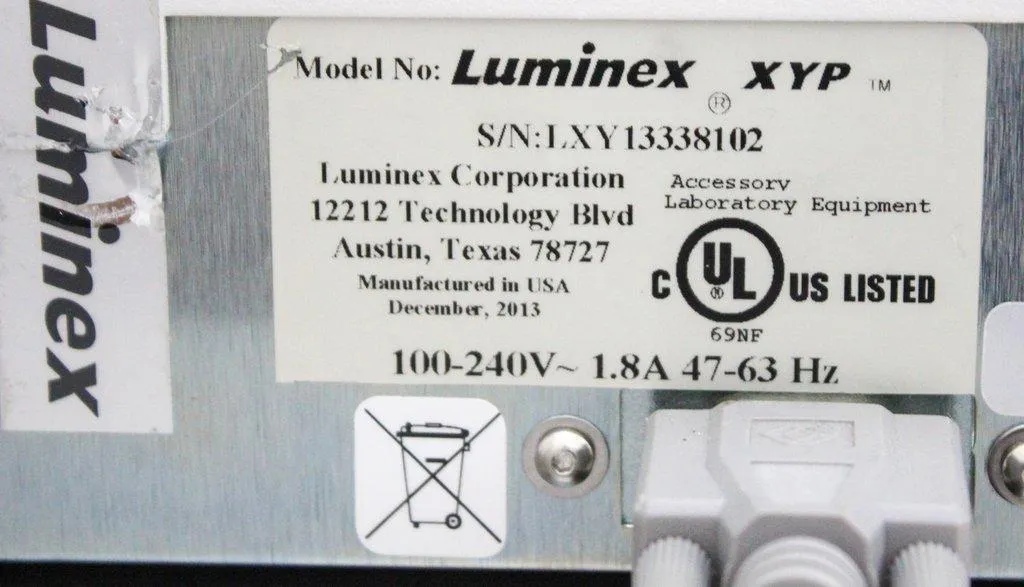 Luminex
Model No: Luminex ® XYP ™
S/N:LXY13338102
Luminex Corporation
12212 Technology Blvd
Austin, Texas 78727
Manufactured in USA
December, 2013
Accessory
Laboratory Equipment
C UL ® US LISTED
69NF
100-240V~ 1.8A 47-63 Hz